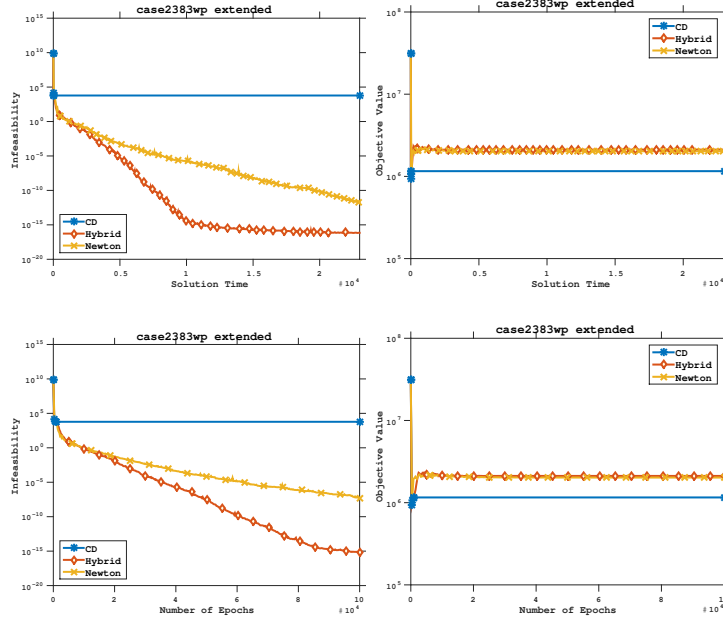 case2383wp extended
10^15
10^10
10^5
10^0
10^-5
10^-10
10^-15
10^-20
Infeasibility
CD
Hybrid
Newton
0 0.5 1 1.5 2
Solution Time
#10^4
case2383wp extended
10^8
10^7
10^6
10^5
Objective Value
CD
Hybrid
Newton
0 0.5 1 1.5 2
Solution Time
#10^4
case2383wp extended
10^15
10^10
10^5
10^0
10^-5
10^-10
10^-15
10^-20
Infeasibility
CD
Hybrid
Newton
0 2 4 6 8 10
Number of Epochs
#10^4
case2383wp extended
10^8
10^7
10^6
10^5
Objective Value
CD
Hybrid
Newton
0 2 4 6 8
Number of Epochs
#10^4